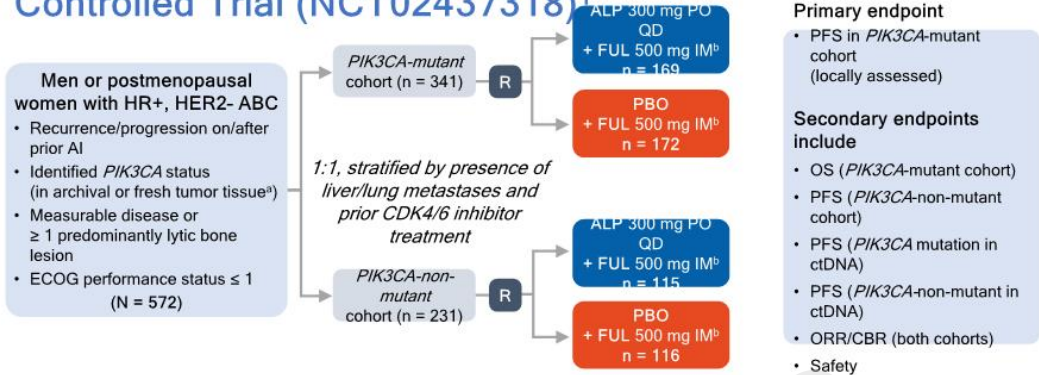 Controlled Trial (NCT02437318)
Men or postmenopausal
women with HR+, HER2- ABC
• Recurrence/progression on/after
prior AI
• Identified PIK3CA status
(in archival or fresh tumor tissueᵃ)
• Measurable disease or
≥ 1 predominantly lytic bone
lesion
• ECOG performance status ≤ 1
(N = 572)
PIK3CA-mutant
cohort (n = 341)
R
ALP 300 mg PO
QD
+ FUL 500 mg IMᵇ
n = 169
PBO
+ FUL 500 mg IMᵇ
n = 172
1:1, stratified by presence of
liver/lung metastases and
prior CDK4/6 inhibitor
treatment
PIK3CA-non-
mutant
cohort (n = 231)
R
ALP 300 mg PO
QD
+ FUL 500 mg IMᵇ
n = 115
PBO
+ FUL 500 mg IMᵇ
n = 116
Primary endpoint
• PFS in PIK3CA-mutant
cohort
(locally assessed)
Secondary endpoints
include
• OS (PIK3CA-mutant cohort)
• PFS (PIK3CA-non-mutant
cohort)
• PFS (PIK3CA mutation in
ctDNA)
• PFS (PIK3CA-non-mutant in
ctDNA)
• ORR/CBR (both cohorts)
• Safety